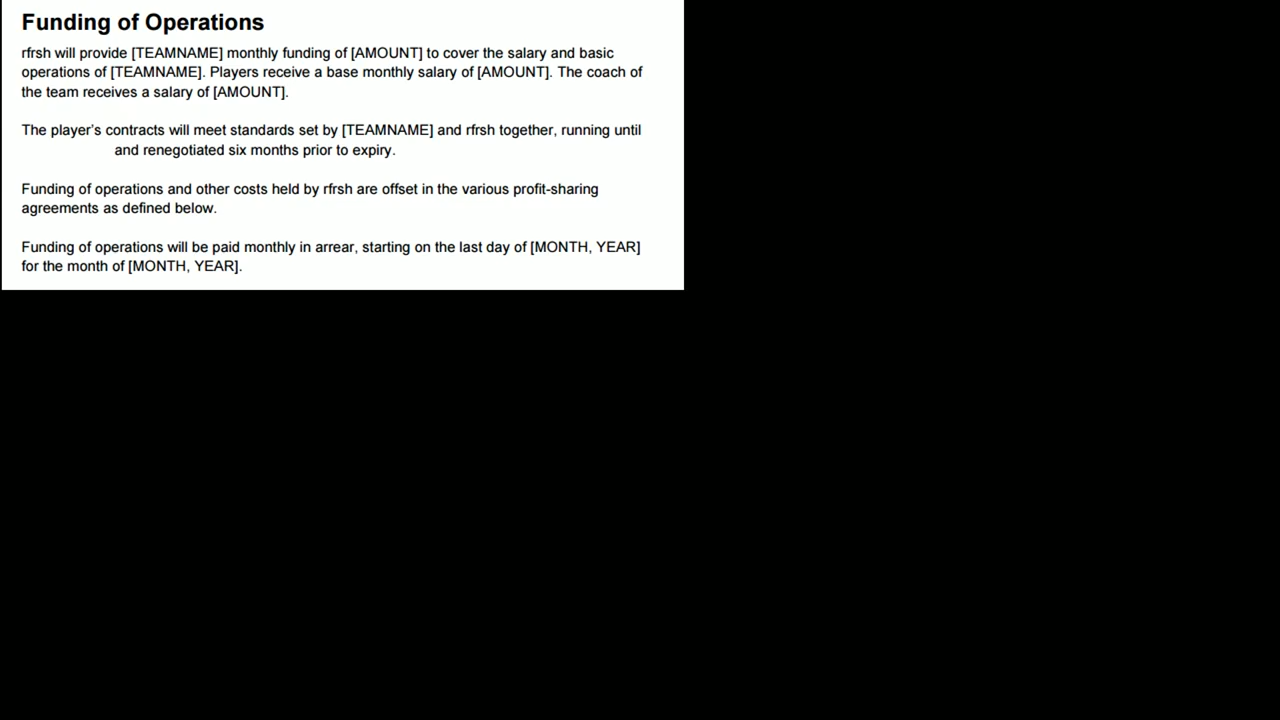 Funding of Operations
rfrsh will provide [TEAMNAME] monthly funding of [AMOUNT] to cover the salary and basic
operations of [TEAMNAME]. Players receive a base monthly salary of [AMOUNT]. The coach of
the team receives a salary of [AMOUNT].
The player's contracts will meet standards set by [TEAMNAME] and rfrsh together, running until
and renegotiated six months prior to expiry.
Funding of operations and other costs held by rfrsh are offset in the various profit-sharing
agreements as defined below.
Funding of operations will be paid monthly in arrear, starting on the last day of [MONTH, YEAR]
for the month of [MONTH, YEAR].